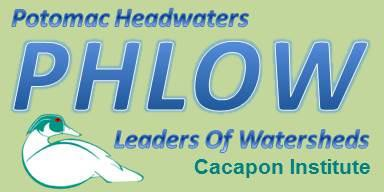 Potomac Headwaters
PHLOW
Leaders Of Watersheds
Cacapon Institute